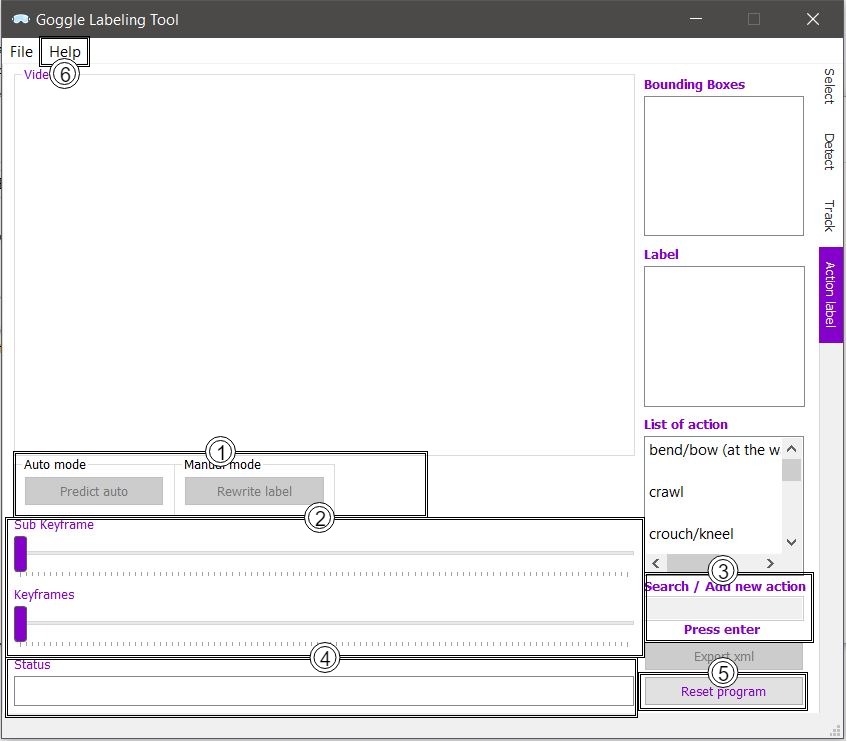 Goggle Labeling Tool
File Help
6
Vide
Bounding Boxes
Select
Detect
Track
Action label
Label
List of action
bend/bow (at the w
crawl
crouch/kneel
1
Auto mode
Manual mode
Predict auto
Rewrite label
2
Sub Keyframe
Keyframes
3
Search / Add new action
Press enter
4
Status
Export xml
5
Reset program